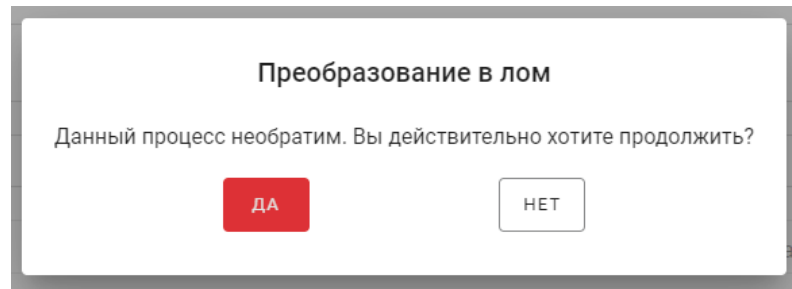 Преобразование в лом
Данный процесс необратим. Вы действительно хотите продолжить?
ДА НЕТ